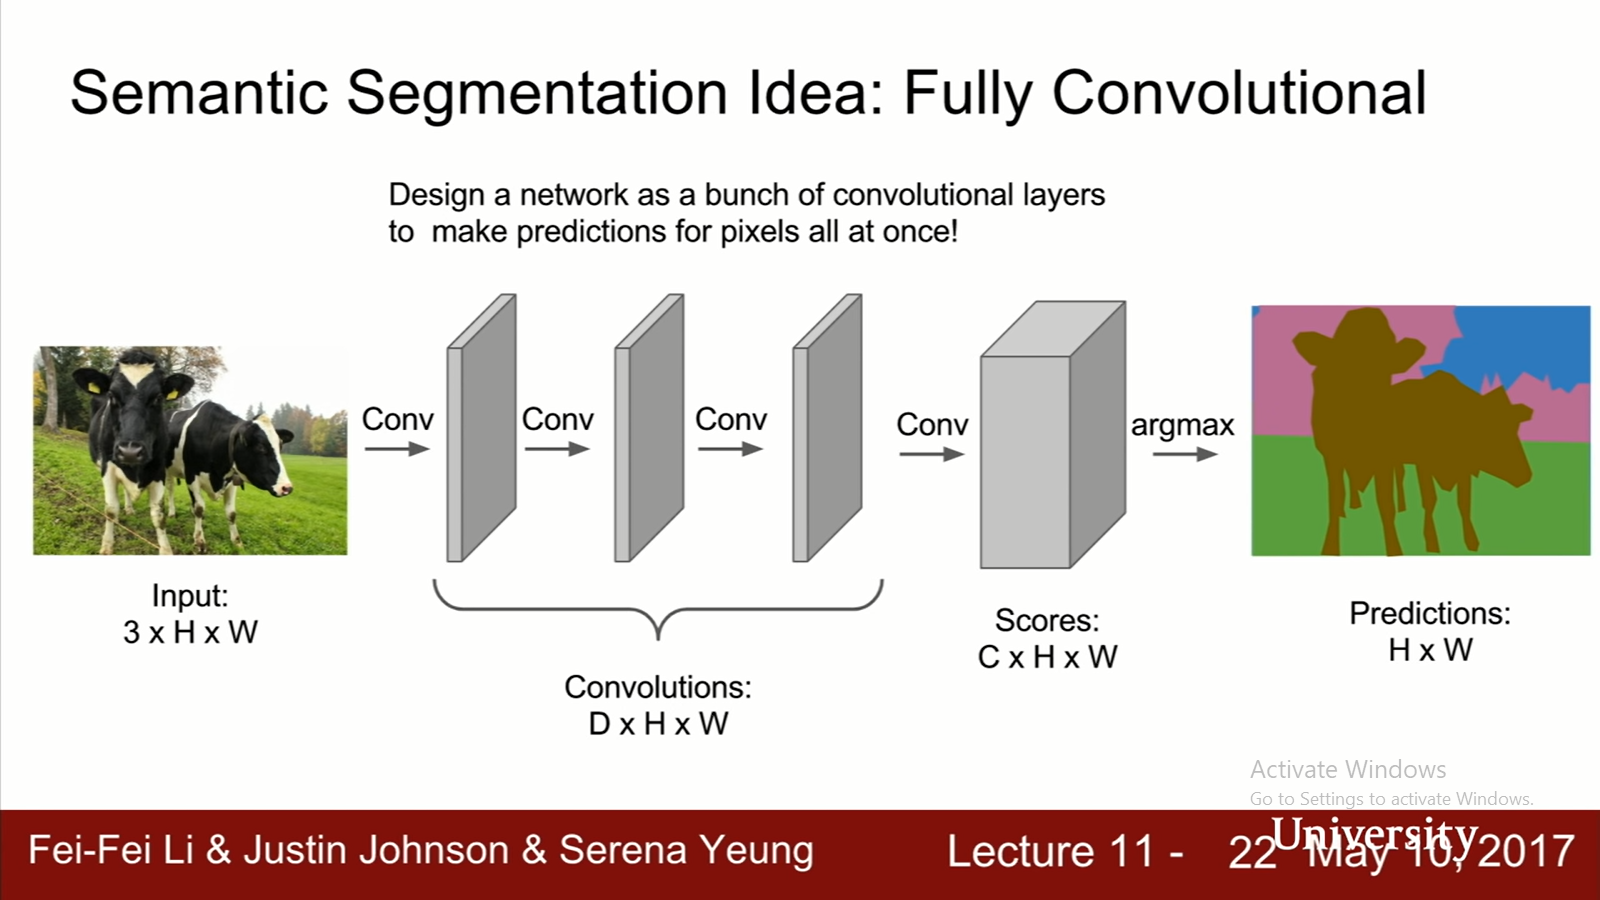 Semantic Segmentation Idea: Fully Convolutional
Design a network as a bunch of convolutional layers
to make predictions for pixels all at once!
Conv
Conv
Conv
Conv
argmax
Input:
3 x H x W
Convolutions:
D x H x W
Scores:
C x H x W
Predictions:
H x W
Activate Windows
Go to Settings to activate Windows.
Fei-Fei Li & Justin Johnson & Serena Yeung
Lecture 11 - 22
University
May 10, 2017